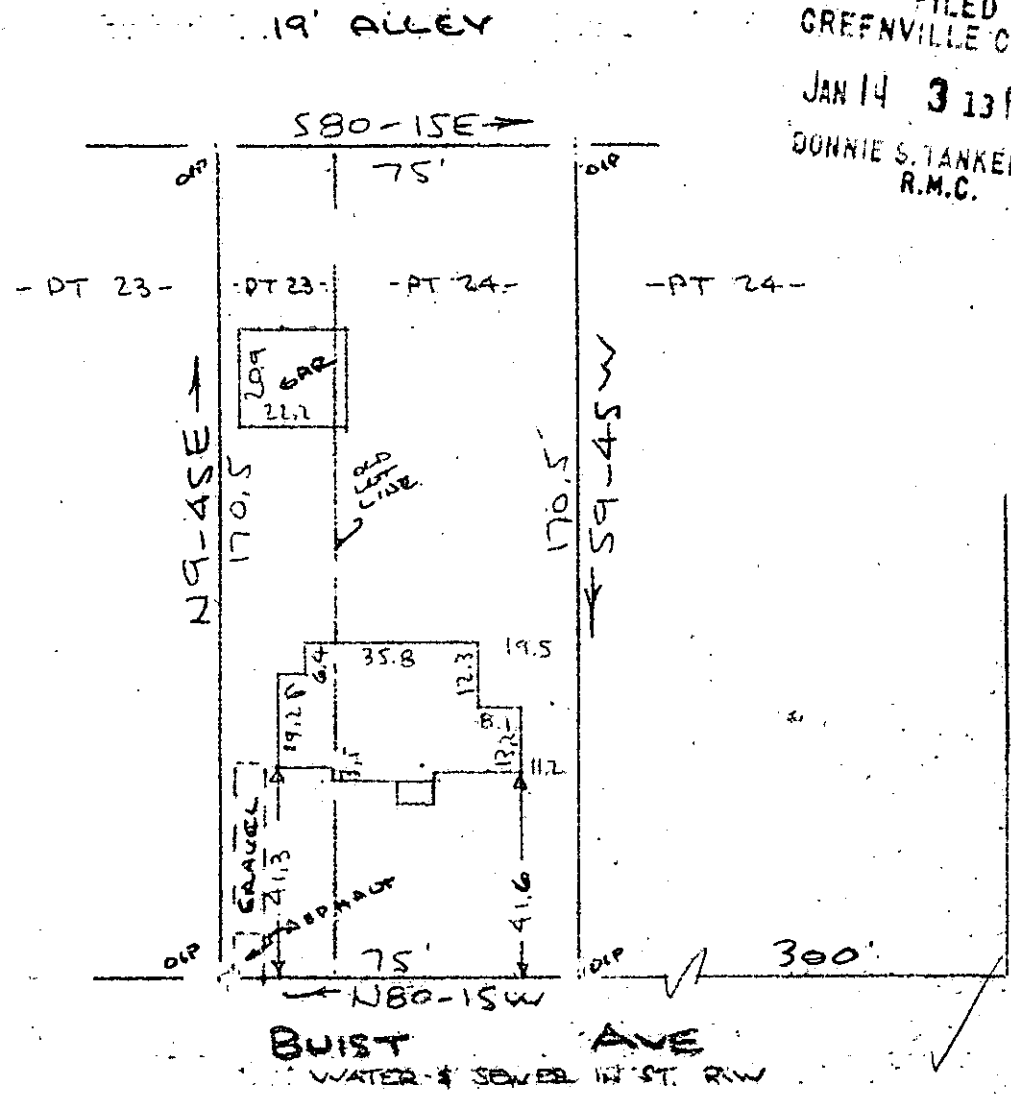 19' ALLEY
FILED
GREENVILLE C
JAN 14 3 13 P
DONNIE S. TANKE
R.M.C.
S80-15E
75'
OIP
OIP
- PT 23 -
- PT 23 -
- PT 24 -
- PT 24 -
20.9
GAR
22.2
N9-45E
170.5
OLD
LOT
LINE
170.5
S9-45W
6.4
35.8
12.3
19.5
19.2
8.1
13.2
11.2
GRAVEL
41.3
ASPHALT
41.6
OIP
75'
OIP
300'
N80-15W
BUIST AVE
WATER & SEWER IN ST. R/W